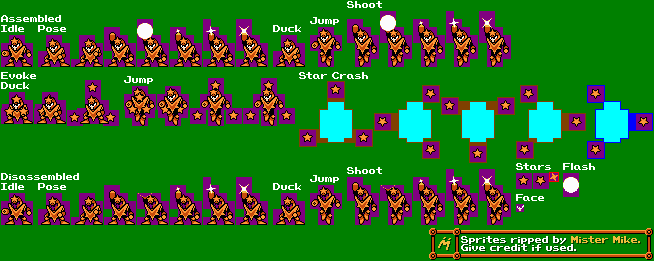 Shoot
Assembled
Idle Pose Duck Jump
Evoke
Duck Jump Star Crash
Disassembled
Idle Pose Duck Jump Shoot
Stars Flash
Face
Sprites ripped by Mister Mike.
Give credit if used.